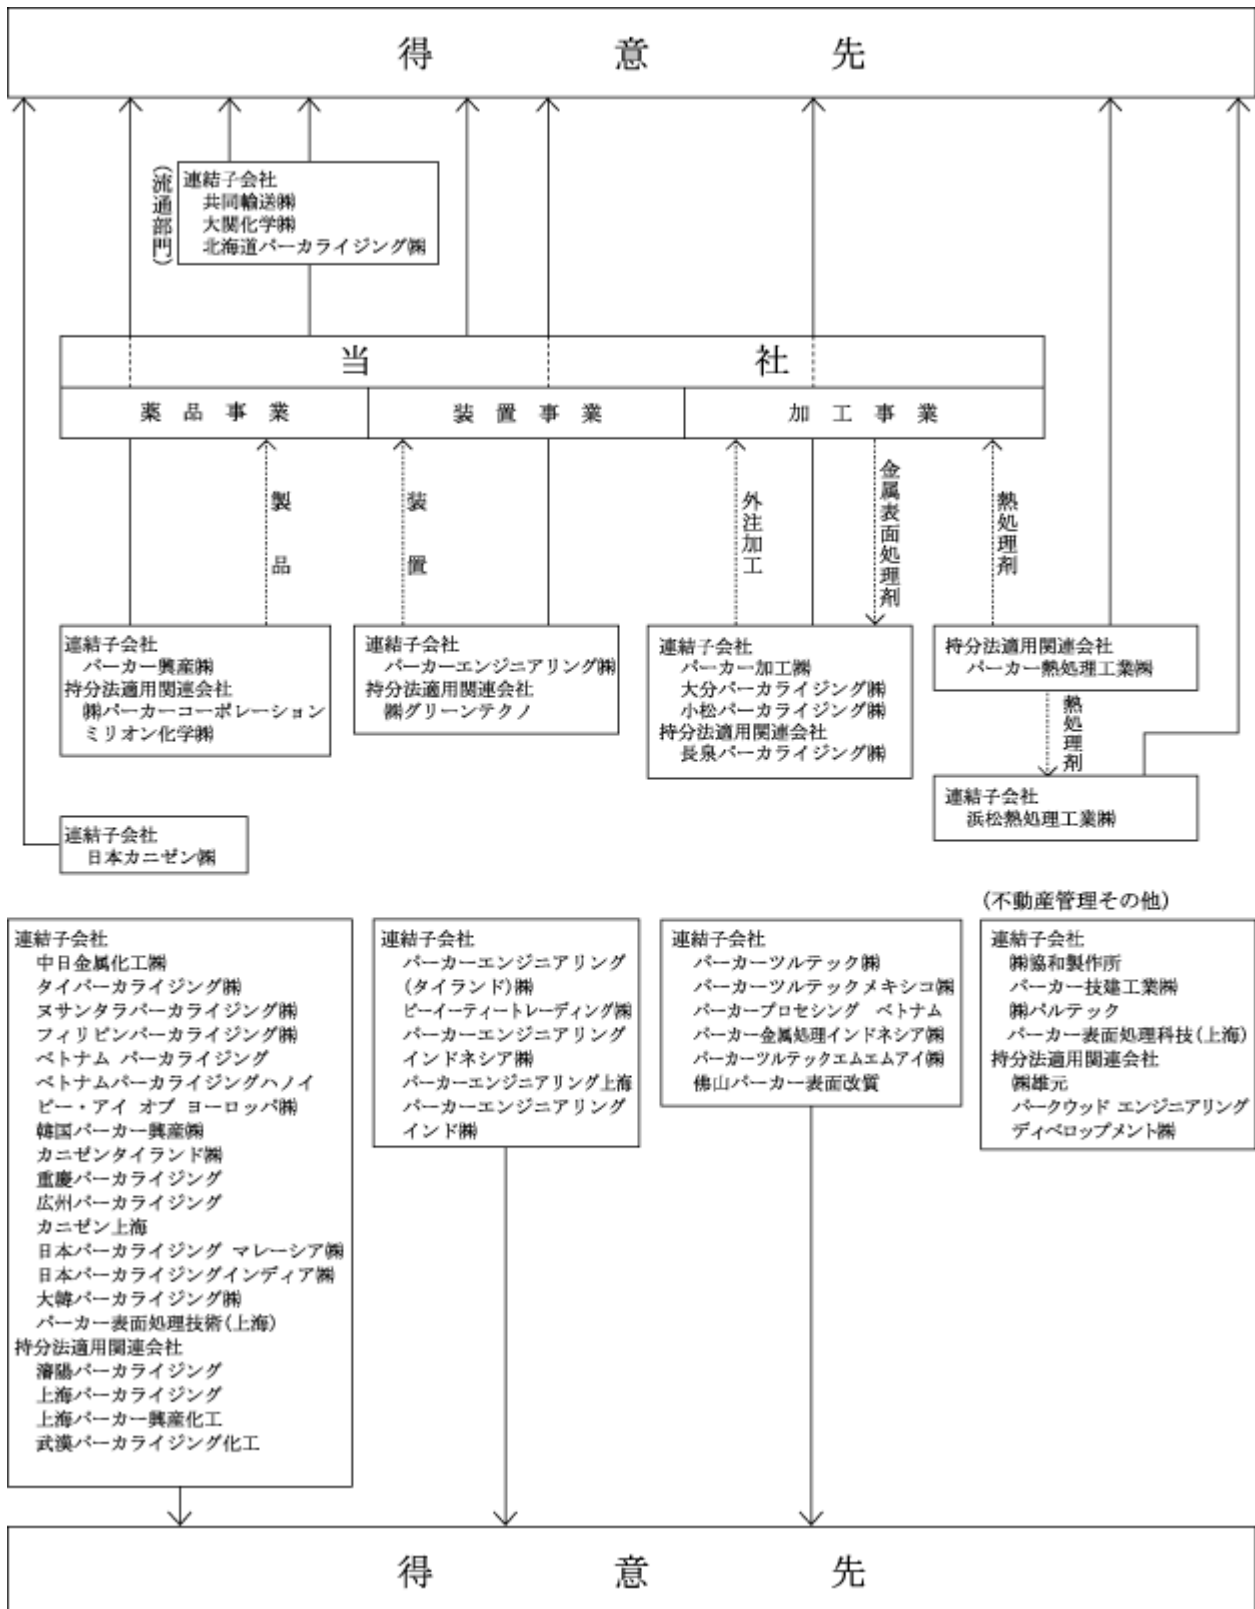 得意先
(流通部門)
連結子会社
共同輸送㈱
大関化学㈱
北海道パーカライジング㈱
当社
薬品事業
装置事業
加工事業
製品
装置
外注加工
金属表面処理剤
熱処理剤
連結子会社
パーカー興産㈱
持分法適用関連会社
㈱パーカーコーポレーション
ミリオン化学㈱
連結子会社
パーカーエンジニアリング㈱
持分法適用関連会社
㈱グリーンテクノ
連結子会社
パーカー加工㈱
大分パーカライジング㈱
小松パーカライジング㈱
持分法適用関連会社
長泉パーカライジング㈱
持分法適用関連会社
パーカー熱処理工業㈱
熱処理剤
連結子会社
浜松熱処理工業㈱
連結子会社
日本カニゼン㈱
連結子会社
中日金属化工㈱
タイパーカライジング㈱
ヌサンタラパーカライジング㈱
フィリピンパーカライジング㈱
ベトナム パーカライジング
ベトナムパーカライジングハノイ
ピー・アイ オブ ヨーロッパ㈱
韓国パーカー興産㈱
カニゼンタイランド㈱
重慶パーカライジング
広州パーカライジング
カニゼン上海
日本パーカライジング マレーシア㈱
日本パーカライジングインディア㈱
大韓パーカライジング㈱
パーカー表面処理技術(上海)
持分法適用関連会社
瀋陽パーカライジング
上海パーカライジング
上海パーカー興産化工
武漢パーカライジング化工
連結子会社
パーカーエンジニアリング
(タイランド)㈱
ピーイーティートレーディング㈱
パーカーエンジニアリング
インドネシア㈱
パーカーエンジニアリング上海
パーカーエンジニアリング
インド㈱
連結子会社
パーカーツルテック㈱
パーカーツルテックメキシコ㈱
パーカープロセシング ベトナム
パーカー金属処理インドネシア㈱
パーカーツルテックエムエムアイ㈱
佛山パーカー表面改質
(不動産管理その他)
連結子会社
㈱協和製作所
パーカー技建工業㈱
㈱パルテック
パーカー表面処理科技(上海)
持分法適用関連会社
㈱雄元
パークウッド エンジニアリング
ディベロップメント㈱
得意先